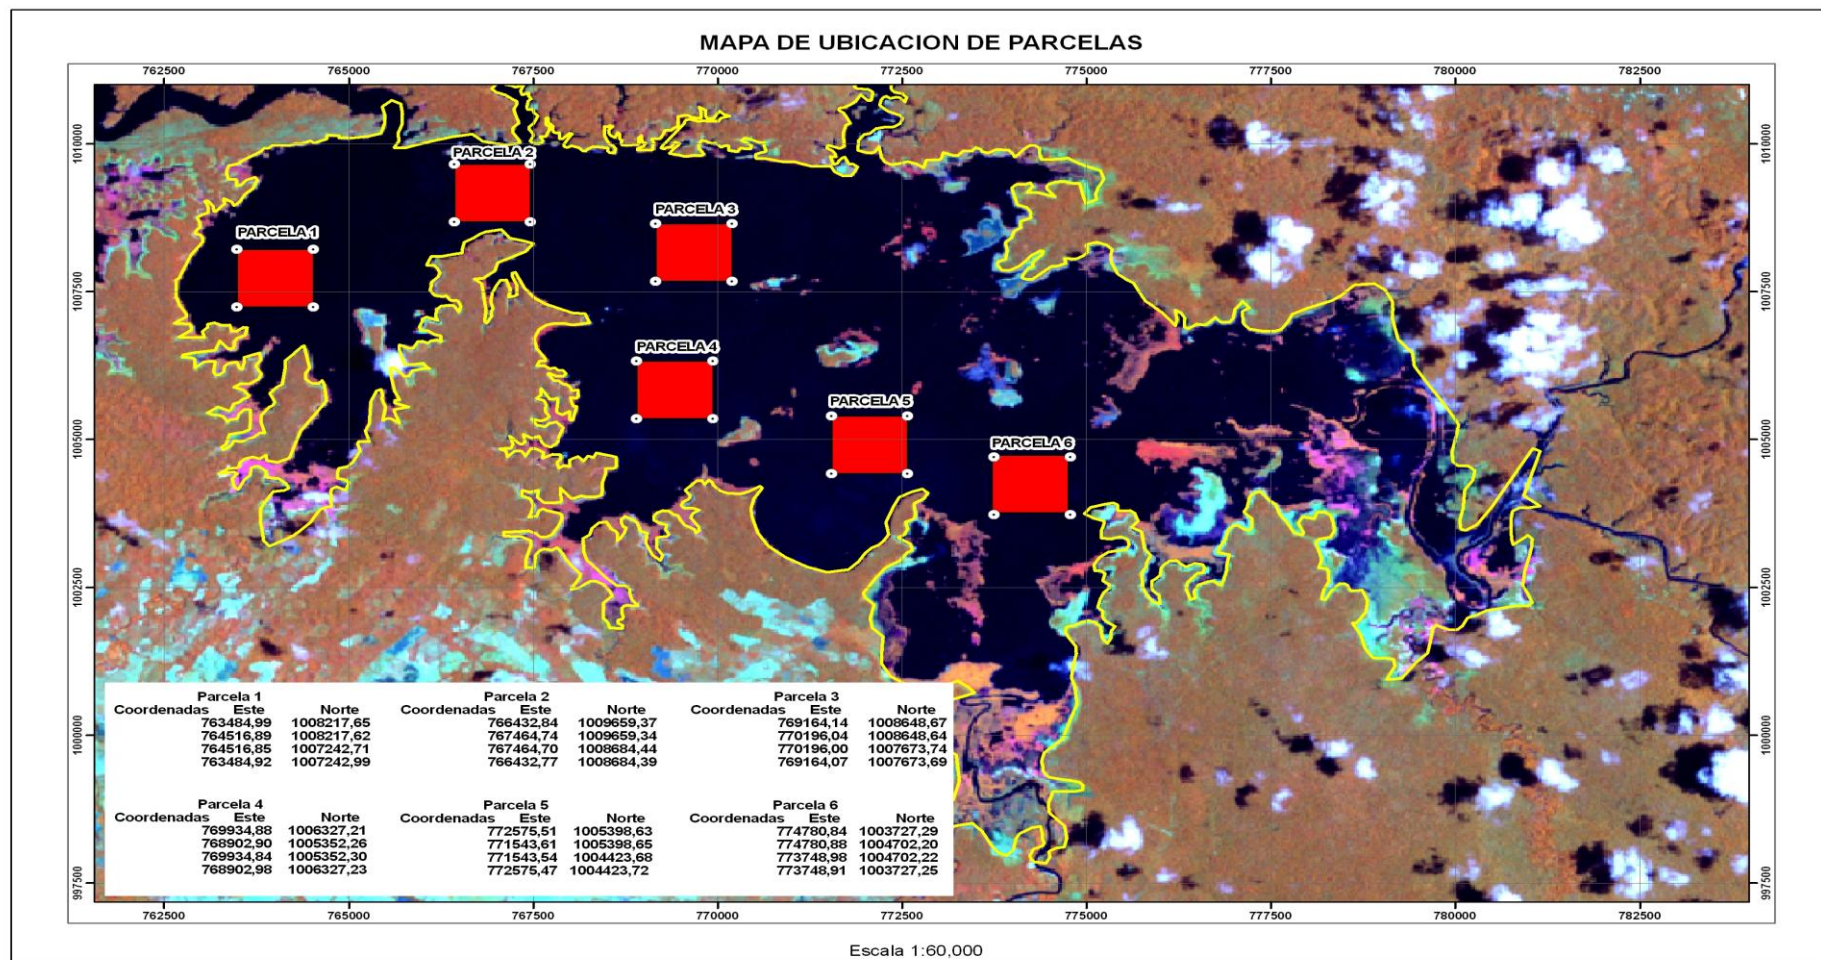 MAPA DE UBICACION DE PARCELAS
762500 765000 767500 770000 772500 775000 777500 780000 782500
1010000 1010000
PARCELA 2
PARCELA 3
PARCELA 1
1007500 1007500
PARCELA 4
PARCELA 5
PARCELA 6
1005000 1005000
1002500 1002500
1000000 1000000
997500 997500
Parcela 1 Parcela 2 Parcela 3
Coordenadas Este Norte Coordenadas Este Norte Coordenadas Este Norte
763484,99 1008217,65 766432,84 1009659,37 769164,14 1008648,67
764516,89 1008217,62 767464,74 1009659,34 770196,04 1008648,64
764516,85 1007242,71 767464,70 1008684,44 770196,00 1007673,74
763484,92 1007242,99 766432,77 1008684,39 769164,07 1007673,69
Parcela 4 Parcela 5 Parcela 6
Coordenadas Este Norte Coordenadas Este Norte Coordenadas Este Norte
769934,88 1006327,21 772575,51 1005398,63 774780,84 1003727,29
768902,90 1005352,26 771543,61 1005398,65 774780,88 1004702,20
769934,84 1005352,30 771543,54 1004423,68 773748,98 1004702,22
768902,98 1006327,23 772575,47 1004423,72 773748,91 1003727,25
762500 765000 767500 770000 772500 775000 777500 780000 782500
Escala 1:60,000